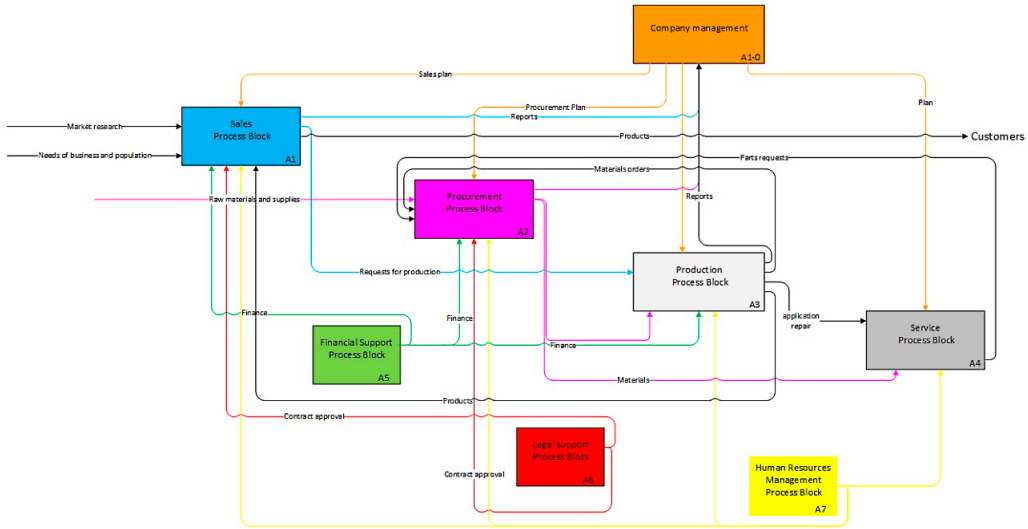 Company management
A1-0
Sales plan
Plan
Procurement Plan
Reports
Sales
Process Block
A1
Market research
Products
Customers
Needs of business and population
Parts requests
Materials orders
Raw materials and supplies
Procurement
Process Block
A2
Reports
Requests for production
Production
Process Block
A3
Finance
Finance
application
repair
Service
Process Block
A4
Financial Support
Process Block
A5
Finance
Materials
Products
Contract approval
Legal support
Process Block
A6
Contract approval
Human Resources
Management
Process Block
A7